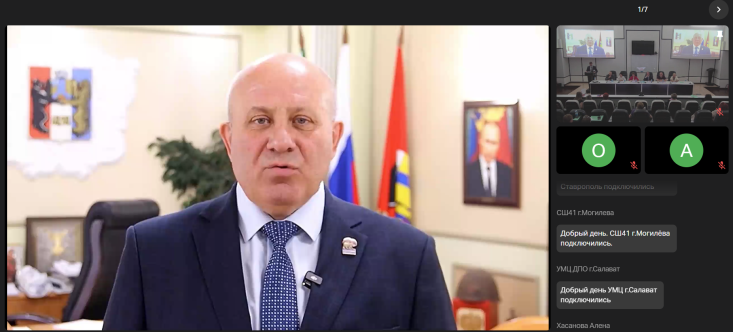 1/7
О
А
Ставрополь подключились
СШ41 г.Могилева
Добрый день. СШ41 г.Могилёва
подключились.
УМЦ ДПО г.Салават
Добрый день УМЦ г.Салават
подключились
Хасанова Алена